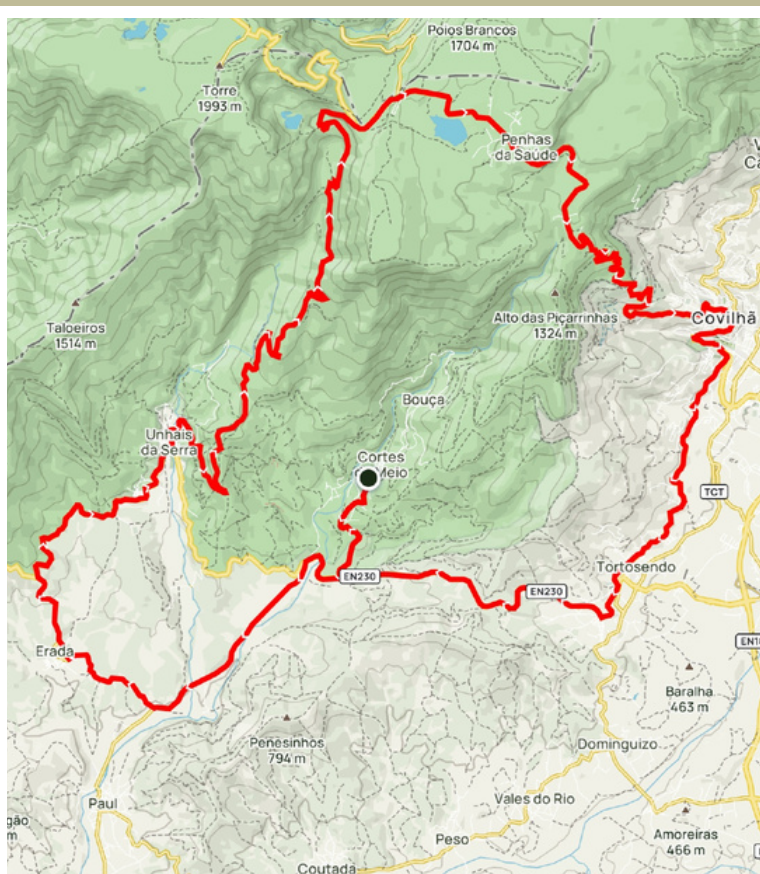 Poios Brancos
1704 m
Torre
1993 m
Penhas
da Saúde
Alto das Piçarrinhas
1324 m
Covilhã
Taloeiros
1514 m
Bouça
Unhais
da Serra
Cortes
Meio
TCT
EN230
EN230
Tortosendo
Erada
Baralha
463 m
Penesinhos
794 m
Dominguizo
Paul
Vales do Rio
Peso
Amoreiras
466 m
Coutada